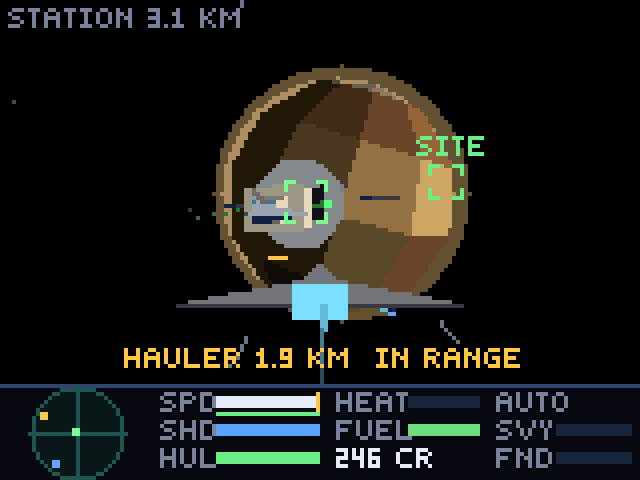 STATION 3.1 KM
SITE
HAULER 1.9 KM IN RANGE
SPD HEAT AUTO
SHD FUEL SVY
HUL 246 CR FND